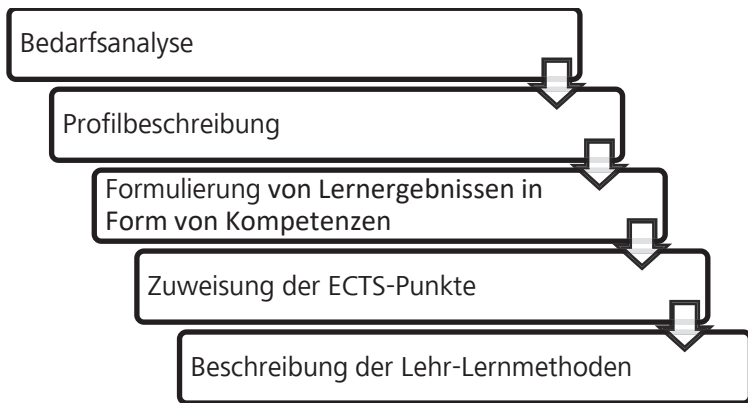 Bedarfsanalyse
Profilbeschreibung
Formulierung von Lernergebnissen in
Form von Kompetenzen
Zuweisung der ECTS-Punkte
Beschreibung der Lehr-Lernmethoden